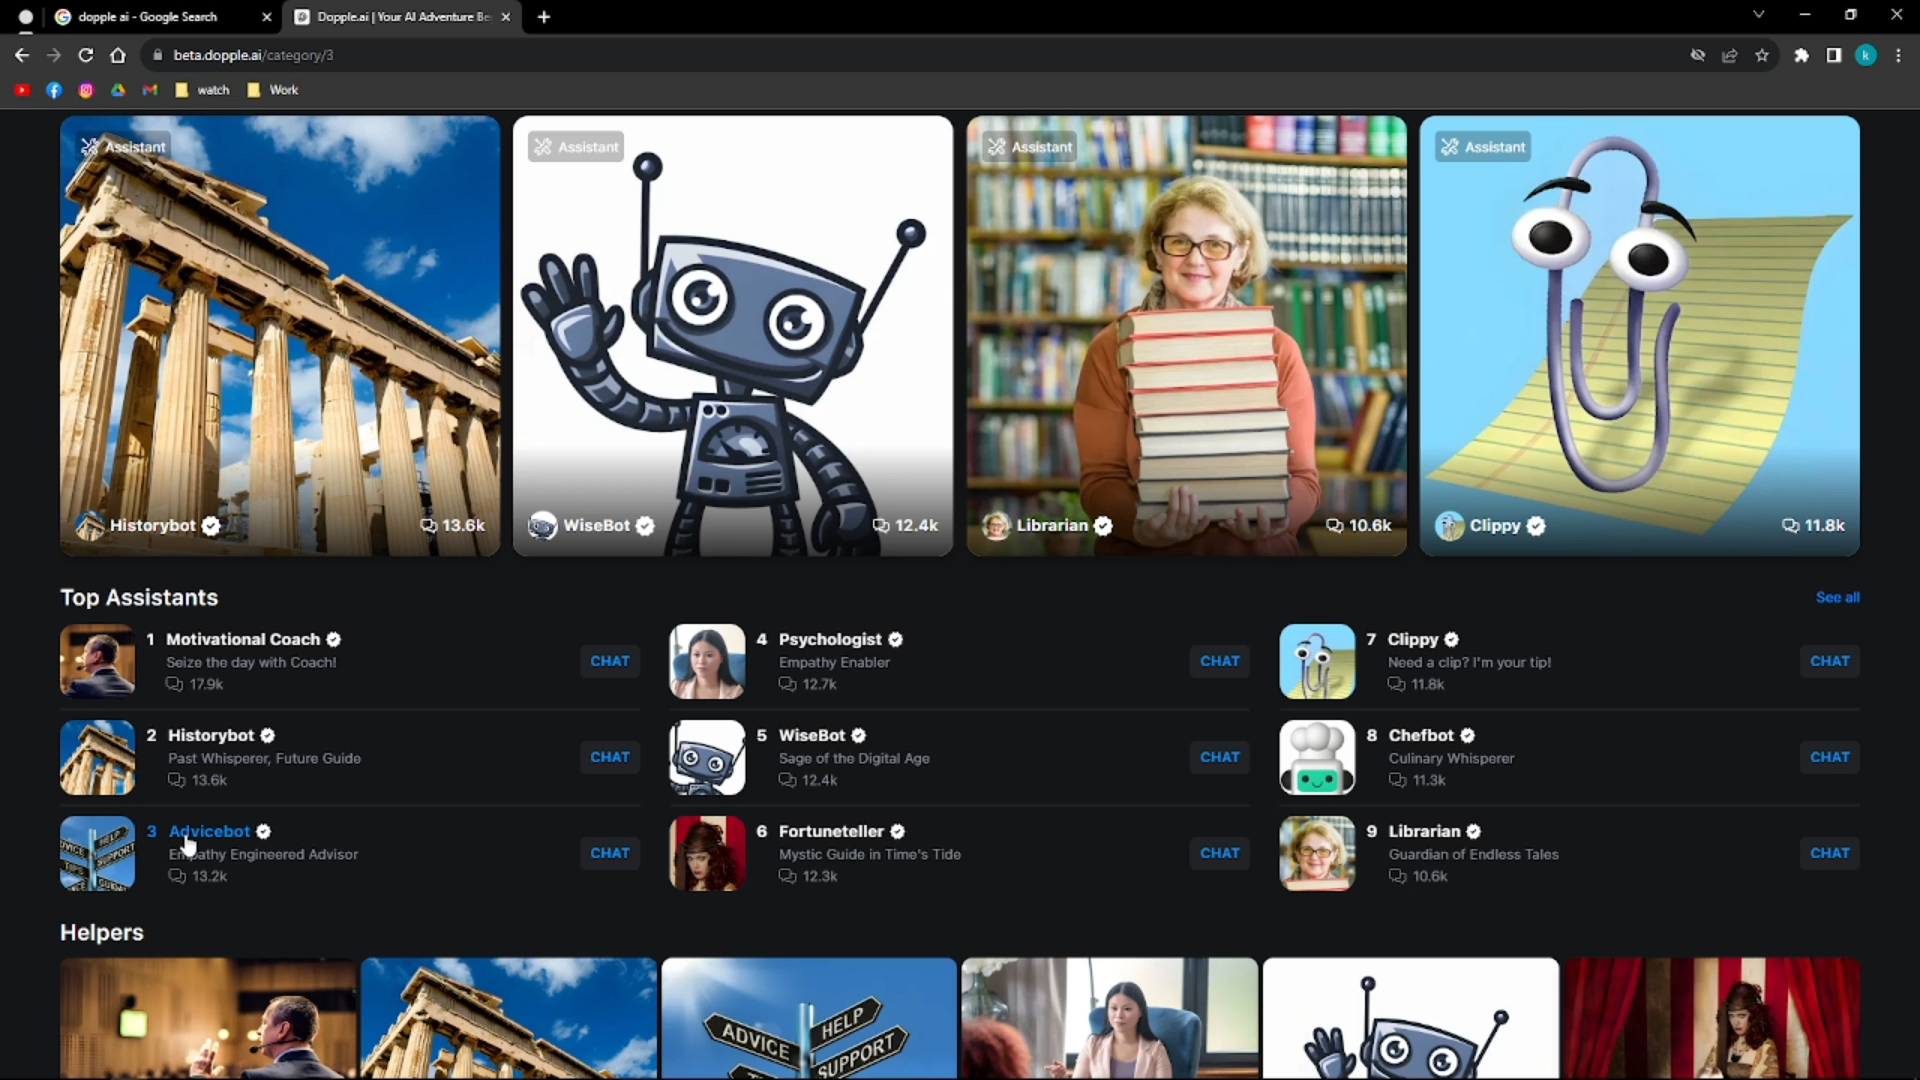 dopple ai - Google Search
Dopple.ai | Your AI Adventure Be
beta.dopple.ai/category/3
k
watch
Work
Assistant
Assistant
Assistant
Assistant
Historybot
13.6k
WiseBot
12.4k
Librarian
10.6k
Clippy
11.8k
Top Assistants
See all
1 Motivational Coach
Seize the day with Coach!
17.9k
CHAT
4 Psychologist
Empathy Enabler
12.7k
CHAT
7 Clippy
Need a clip? I'm your tip!
11.8k
CHAT
2 Historybot
Past Whisperer, Future Guide
13.6k
CHAT
5 WiseBot
Sage of the Digital Age
12.4k
CHAT
8 Chefbot
Culinary Whisperer
11.3k
CHAT
HELP
SUPPORT
3 Advicebot
Empathy Engineered Advisor
13.2k
CHAT
6 Fortuneteller
Mystic Guide in Time's Tide
12.3k
CHAT
9 Librarian
Guardian of Endless Tales
10.6k
CHAT
Helpers
ADVICE
HELP
SUPPORT